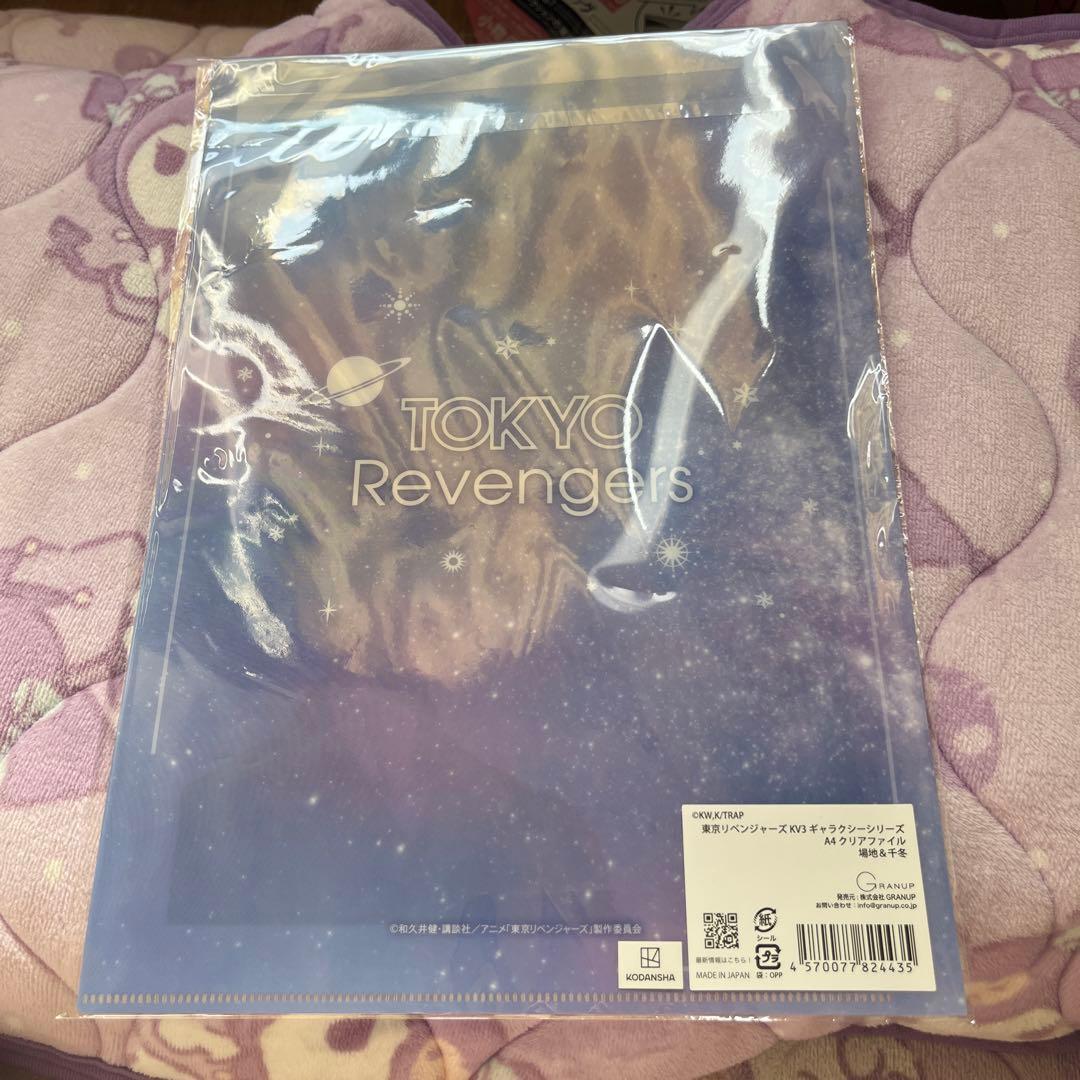 TOKYO
Revengers
©KW,K/TRAP
東京リベンジャーズ KV3 ギャラクシーシリーズ
A4 クリアファイル
場地＆千冬
GRANUP
発売元：株式会社 GRANUP
お問い合わせ：info@granup.co.jp
紙
シール
プラ
最新情報はこちら！
MADE IN JAPAN
袋：OPP
4 570077 824435
©和久井健・講談社／アニメ「東京リベンジャーズ」製作委員会
KODANSHA